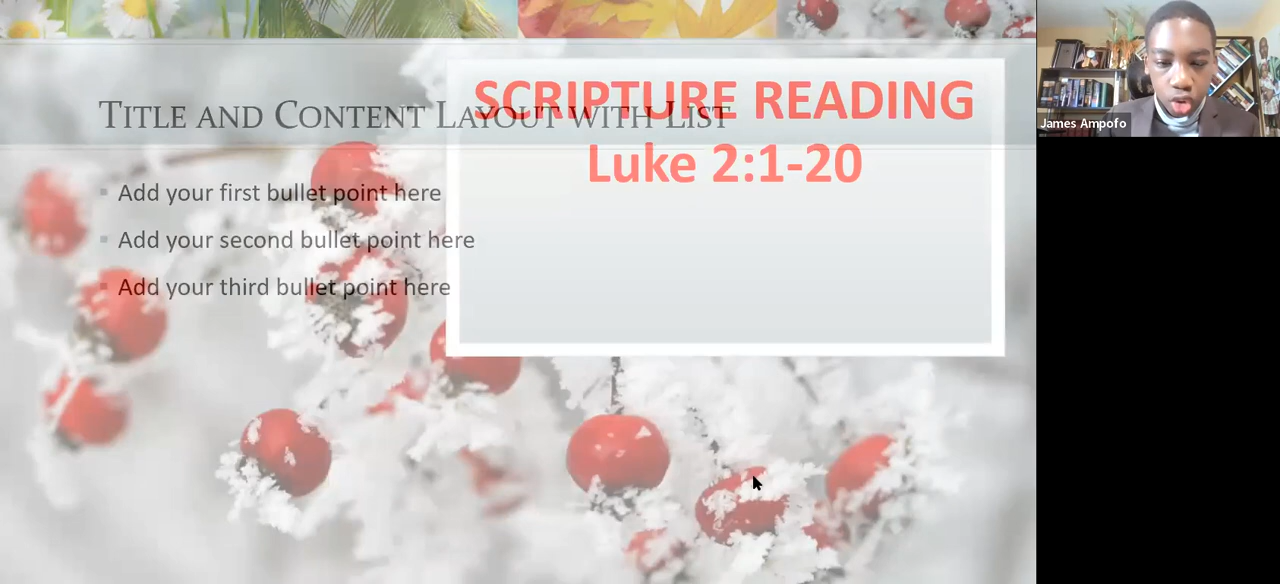 SCRIPTURE READING
Luke 2:1-20
TITLE AND CONTENT LAYOUT WITH LIST
▪ Add your first bullet point here
▪ Add your second bullet point here
▪ Add your third bullet point here
James Ampofo